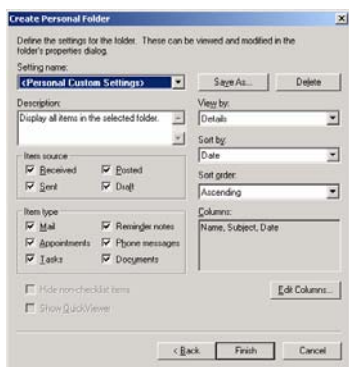 Create Personal Folder
Define the settings for the folder. These can be viewed and modified in the
folder's properties dialog.
Setting name:
<Personal Custom Settings>
Save As...
Delete
Description:
Display all items in the selected folder.
View by:
Details
Sort by:
Date
Item source
Received
Posted
Sent
Draft
Sort order:
Ascending
Item type
Mail
Reminder notes
Appointments
Phone messages
Tasks
Documents
Columns:
Name, Subject, Date
Hide non-checklist items
Show QuickViewer
Edit Columns...
< Back
Finish
Cancel